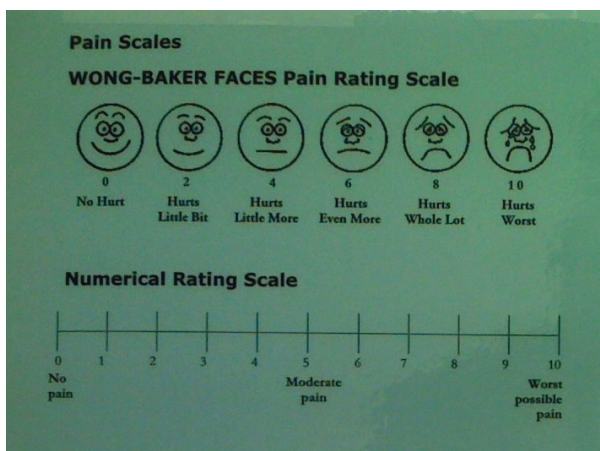 Pain Scales
WONG-BAKER FACES Pain Rating Scale
0 2 4 6 8 10
No Hurt Hurts Hurts Hurts Hurts Hurts
Little Bit Little More Even More Whole Lot Worst
Numerical Rating Scale
0 1 2 3 4 5 6 7 8 9 10
No Moderate Worst
pain pain possible
pain